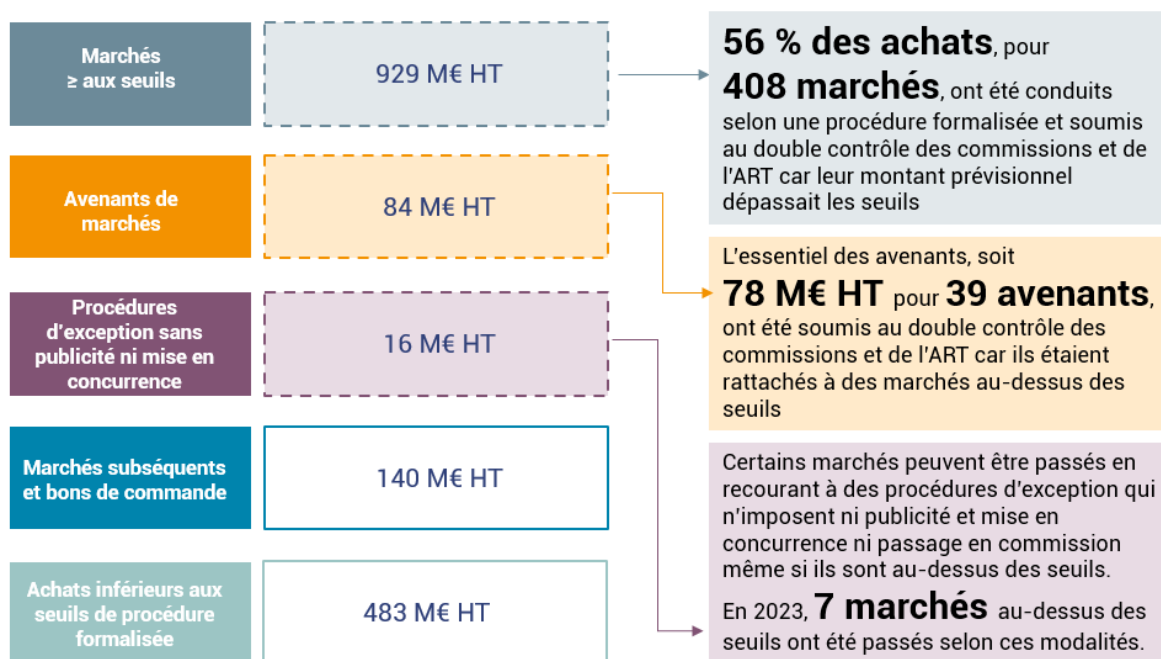 Marchés
≥ aux seuils
929 M€ HT
56 % des achats, pour
408 marchés, ont été conduits
selon une procédure formalisée et soumis
au double contrôle des commissions et de
l'ART car leur montant prévisionnel
dépassait les seuils
Avenants de
marchés
84 M€ HT
L'essentiel des avenants, soit
78 M€ HT pour 39 avenants,
ont été soumis au double contrôle des
commissions et de l'ART car ils étaient
rattachés à des marchés au-dessus des
seuils
Procédures
d'exception sans
publicité ni mise en
concurrence
16 M€ HT
Certains marchés peuvent être passés en
recourant à des procédures d'exception qui
n'imposent ni publicité et mise en
concurrence ni passage en commission
même si ils sont au-dessus des seuils.
En 2023, 7 marchés au-dessus des
seuils ont été passés selon ces modalités.
Marchés subséquents
et bons de commande
140 M€ HT
Achats inférieurs aux
seuils de procédure
formalisée
483 M€ HT